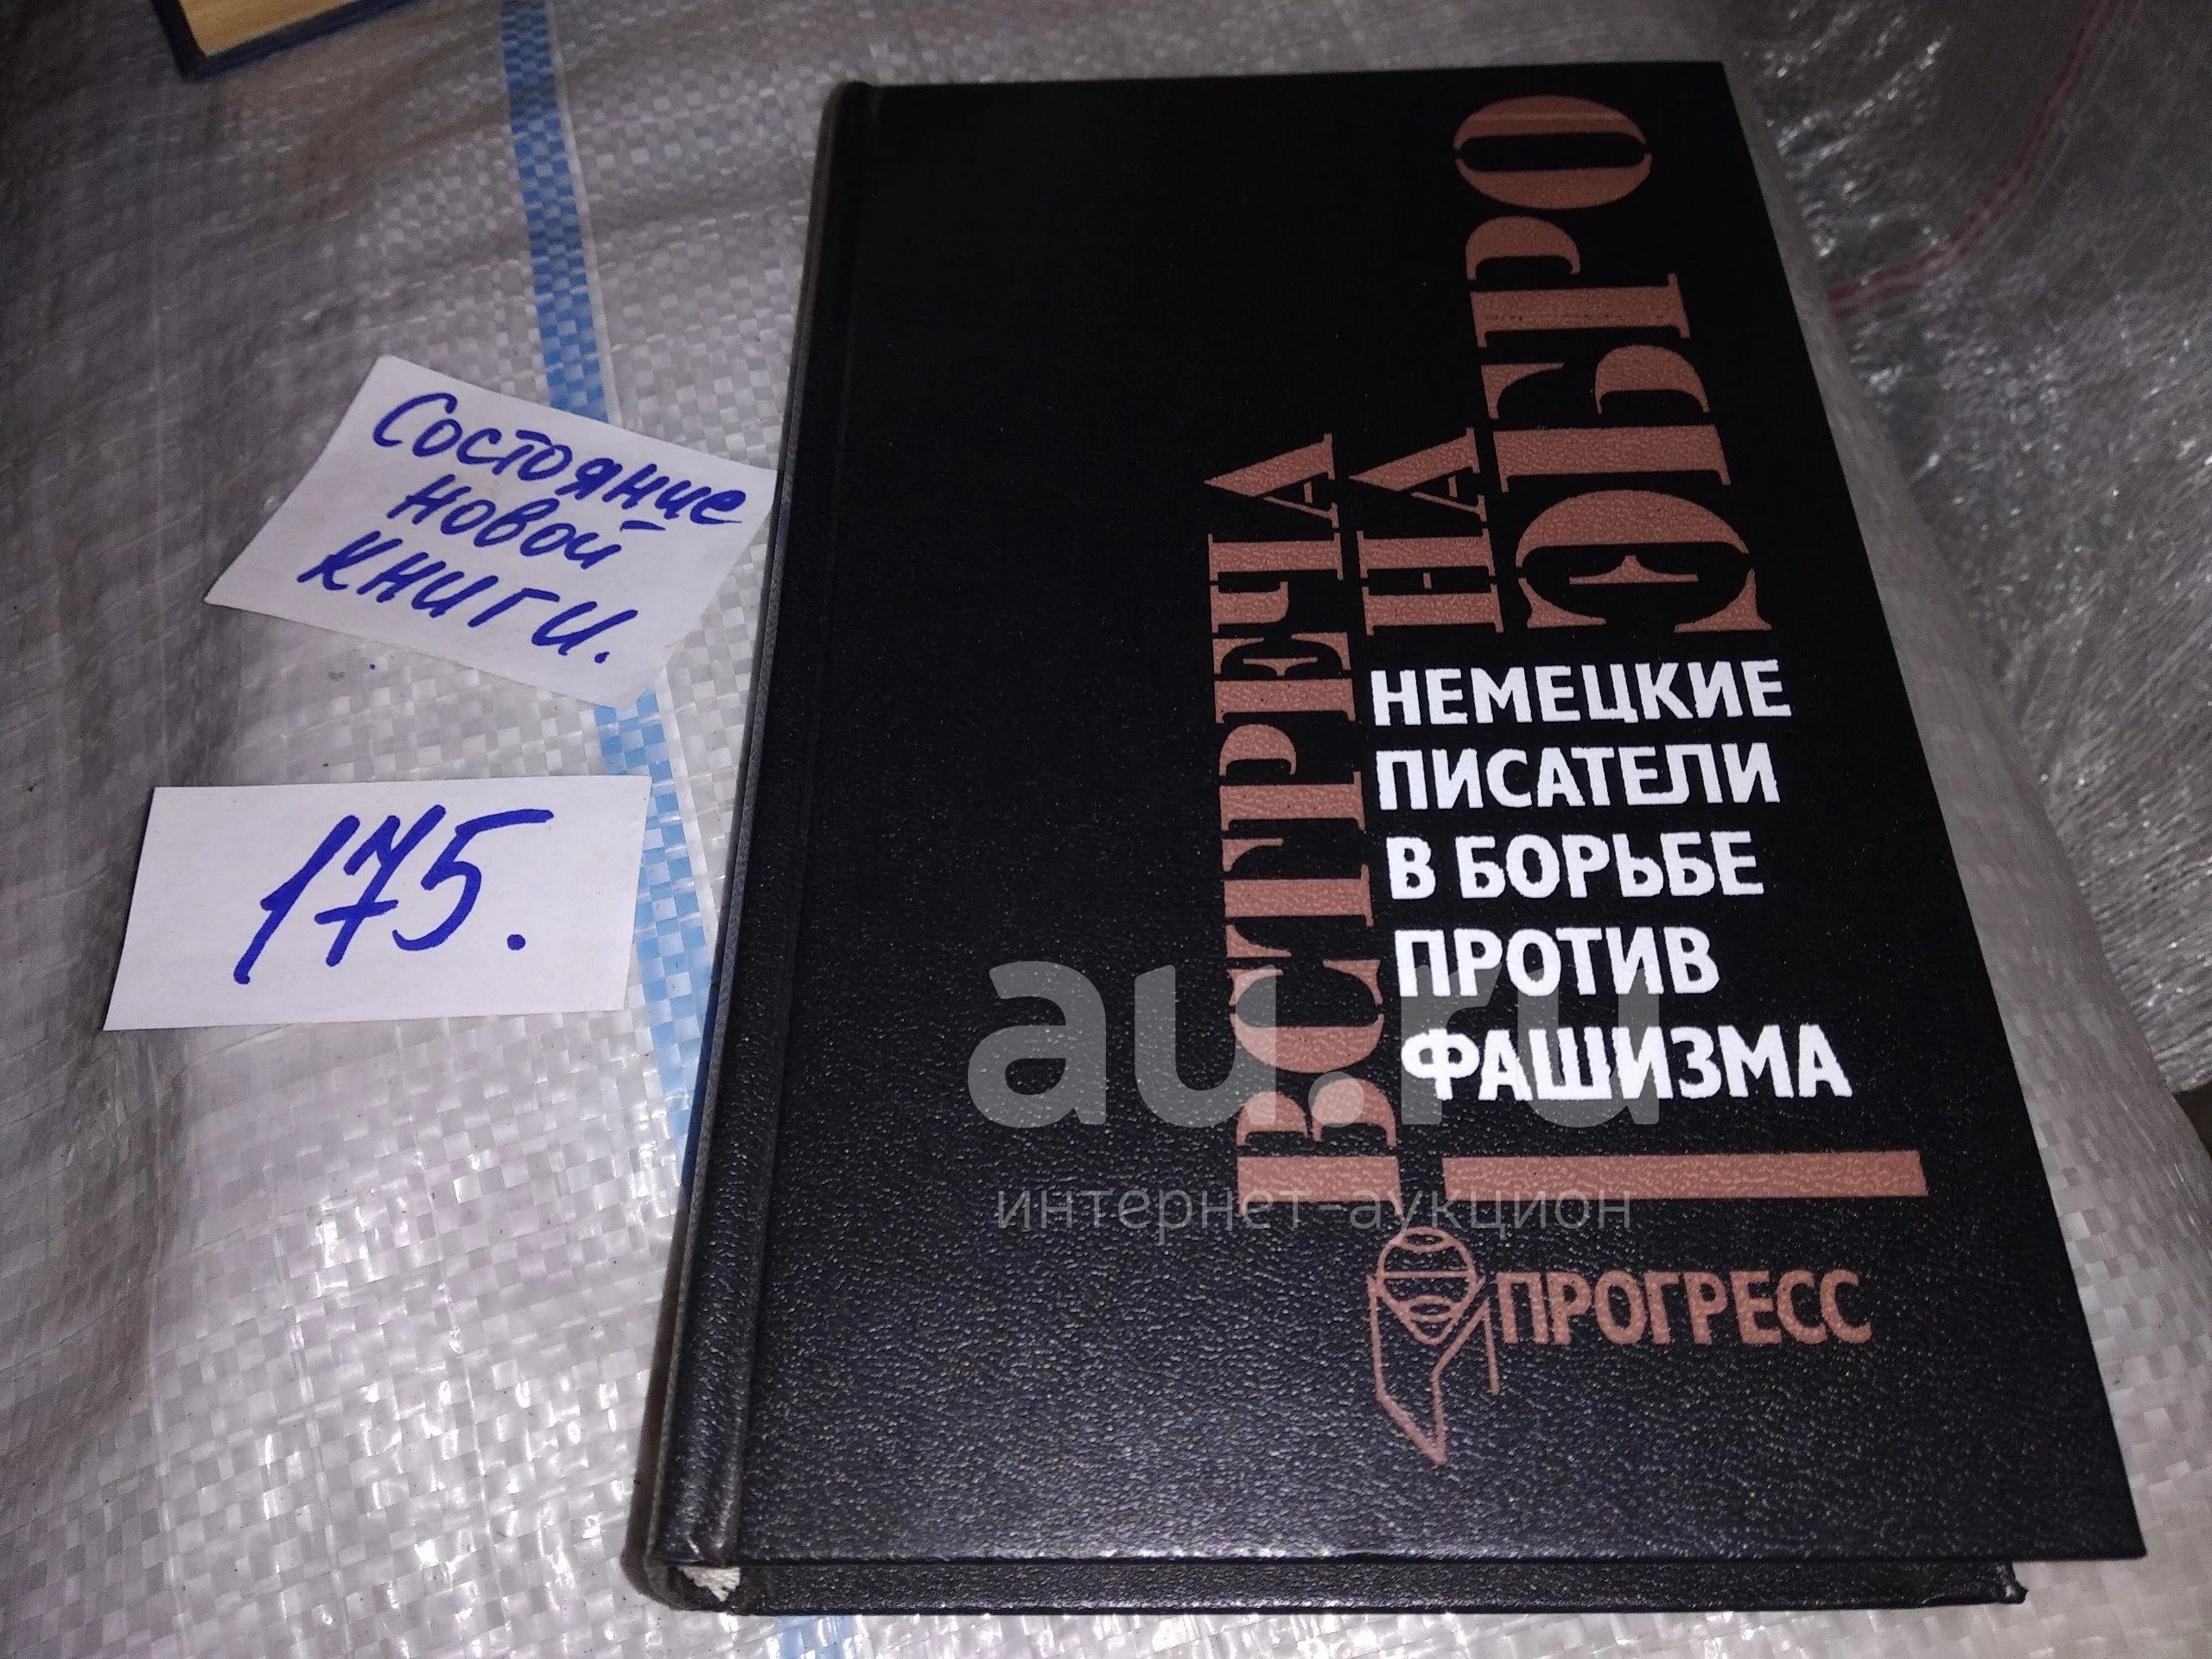 Состояние
новой
книги.
175.
ВСТРЕЧА
НА
ЭБРО
НЕМЕЦКИЕ
ПИСАТЕЛИ
В БОРЬБЕ
ПРОТИВ
ФАШИЗМА
au.ru
интернет-аукцион
ПРОГРЕСС